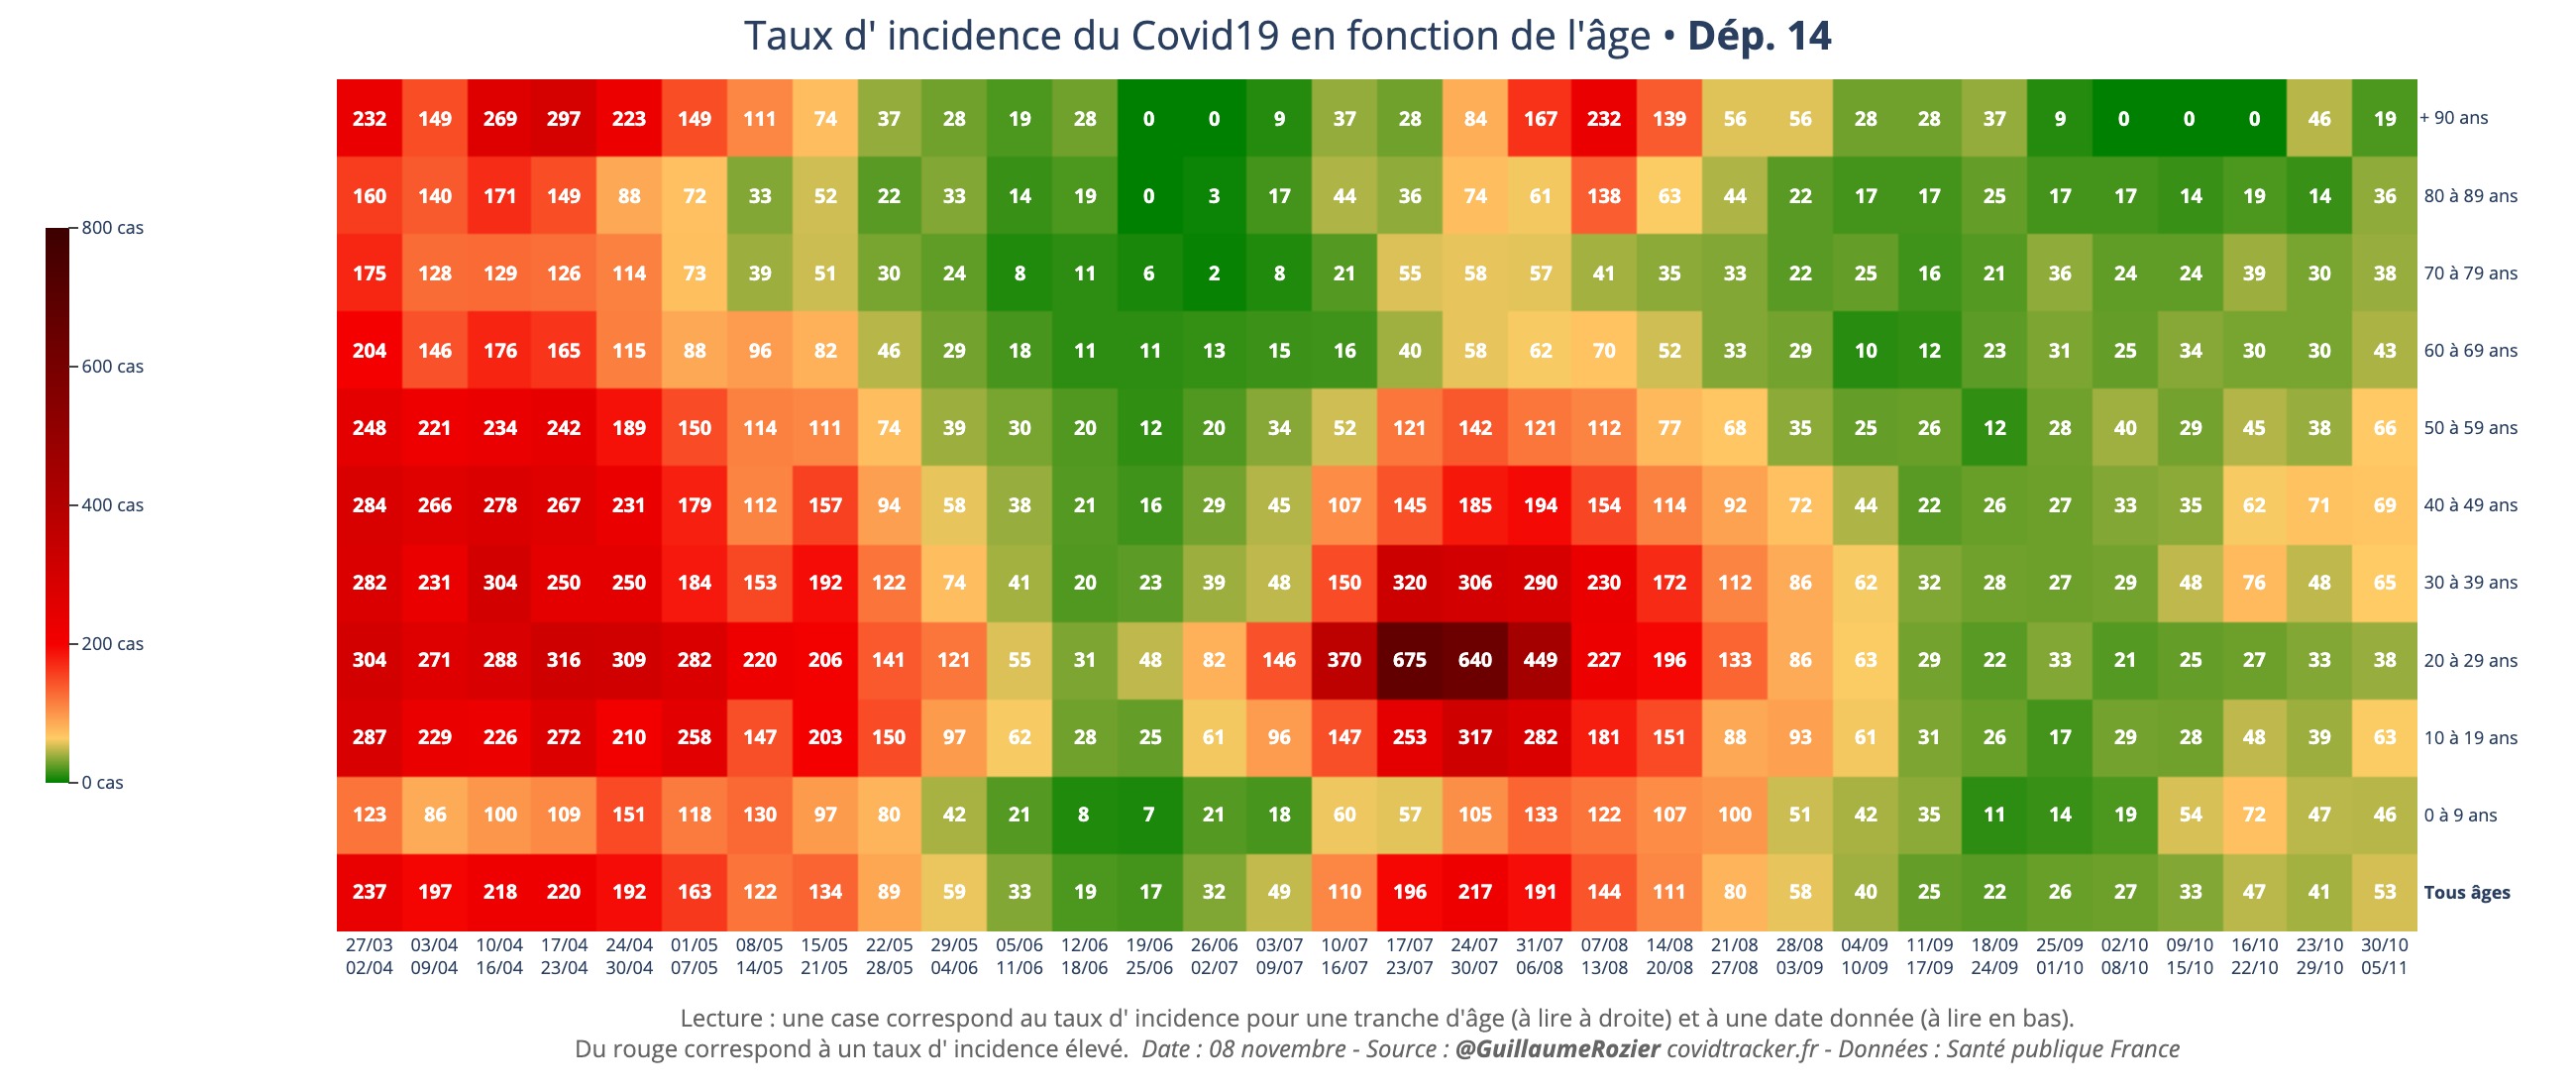 Taux d' incidence du Covid19 en fonction de l'âge • Dép. 14
800 cas
600 cas
400 cas
200 cas
0 cas
232 149 269 297 223 149 111 74 37 28 19 28 0 0 9 37 28 84 167 232 139 56 56 28 28 37 9 0 0 0 46 19 + 90 ans
160 140 171 149 88 72 33 52 22 33 14 19 0 3 17 44 36 74 61 138 63 44 22 17 17 25 17 17 14 19 14 36 80 à 89 ans
175 128 129 126 114 73 39 51 30 24 8 11 6 2 8 21 55 58 57 41 35 33 22 25 16 21 36 24 24 39 30 38 70 à 79 ans
204 146 176 165 115 88 96 82 46 29 18 11 11 13 15 16 40 58 62 70 52 33 29 10 12 23 31 25 34 30 30 43 60 à 69 ans
248 221 234 242 189 150 114 111 74 39 30 20 12 20 34 52 121 142 121 112 77 68 35 25 26 12 28 40 29 45 38 66 50 à 59 ans
284 266 278 267 231 179 112 157 94 58 38 21 16 29 45 107 145 185 194 154 114 92 72 44 22 26 27 33 35 62 71 69 40 à 49 ans
282 231 304 250 250 184 153 192 122 74 41 20 23 39 48 150 320 306 290 230 172 112 86 62 32 28 27 29 48 76 48 65 30 à 39 ans
304 271 288 316 309 282 220 206 141 121 55 31 48 82 146 370 675 640 449 227 196 133 86 63 29 22 33 21 25 27 33 38 20 à 29 ans
287 229 226 272 210 258 147 203 150 97 62 28 25 61 96 147 253 317 282 181 151 88 93 61 31 26 17 29 28 48 39 63 10 à 19 ans
123 86 100 109 151 118 130 97 80 42 21 8 7 21 18 60 57 105 133 122 107 100 51 42 35 11 14 19 54 72 47 46 0 à 9 ans
237 197 218 220 192 163 122 134 89 59 33 19 17 32 49 110 196 217 191 144 111 80 58 40 25 22 26 27 33 47 41 53 Tous âges
27/03 03/04 10/04 17/04 24/04 01/05 08/05 15/05 22/05 29/05 05/06 12/06 19/06 26/06 03/07 10/07 17/07 24/07 31/07 07/08 14/08 21/08 28/08 04/09 11/09 18/09 25/09 02/10 09/10 16/10 23/10 30/10
02/04 09/04 16/04 23/04 30/04 07/05 14/05 21/05 28/05 04/06 11/06 18/06 25/06 02/07 09/07 16/07 23/07 30/07 06/08 13/08 20/08 27/08 03/09 10/09 17/09 24/09 01/10 08/10 15/10 22/10 29/10 05/11
Lecture : une case correspond au taux d' incidence pour une tranche d'âge (à lire à droite) et à une date donnée (à lire en bas).
Du rouge correspond à un taux d' incidence élevé. Date : 08 novembre - Source : @GuillaumeRozier covidtracker.fr - Données : Santé publique France